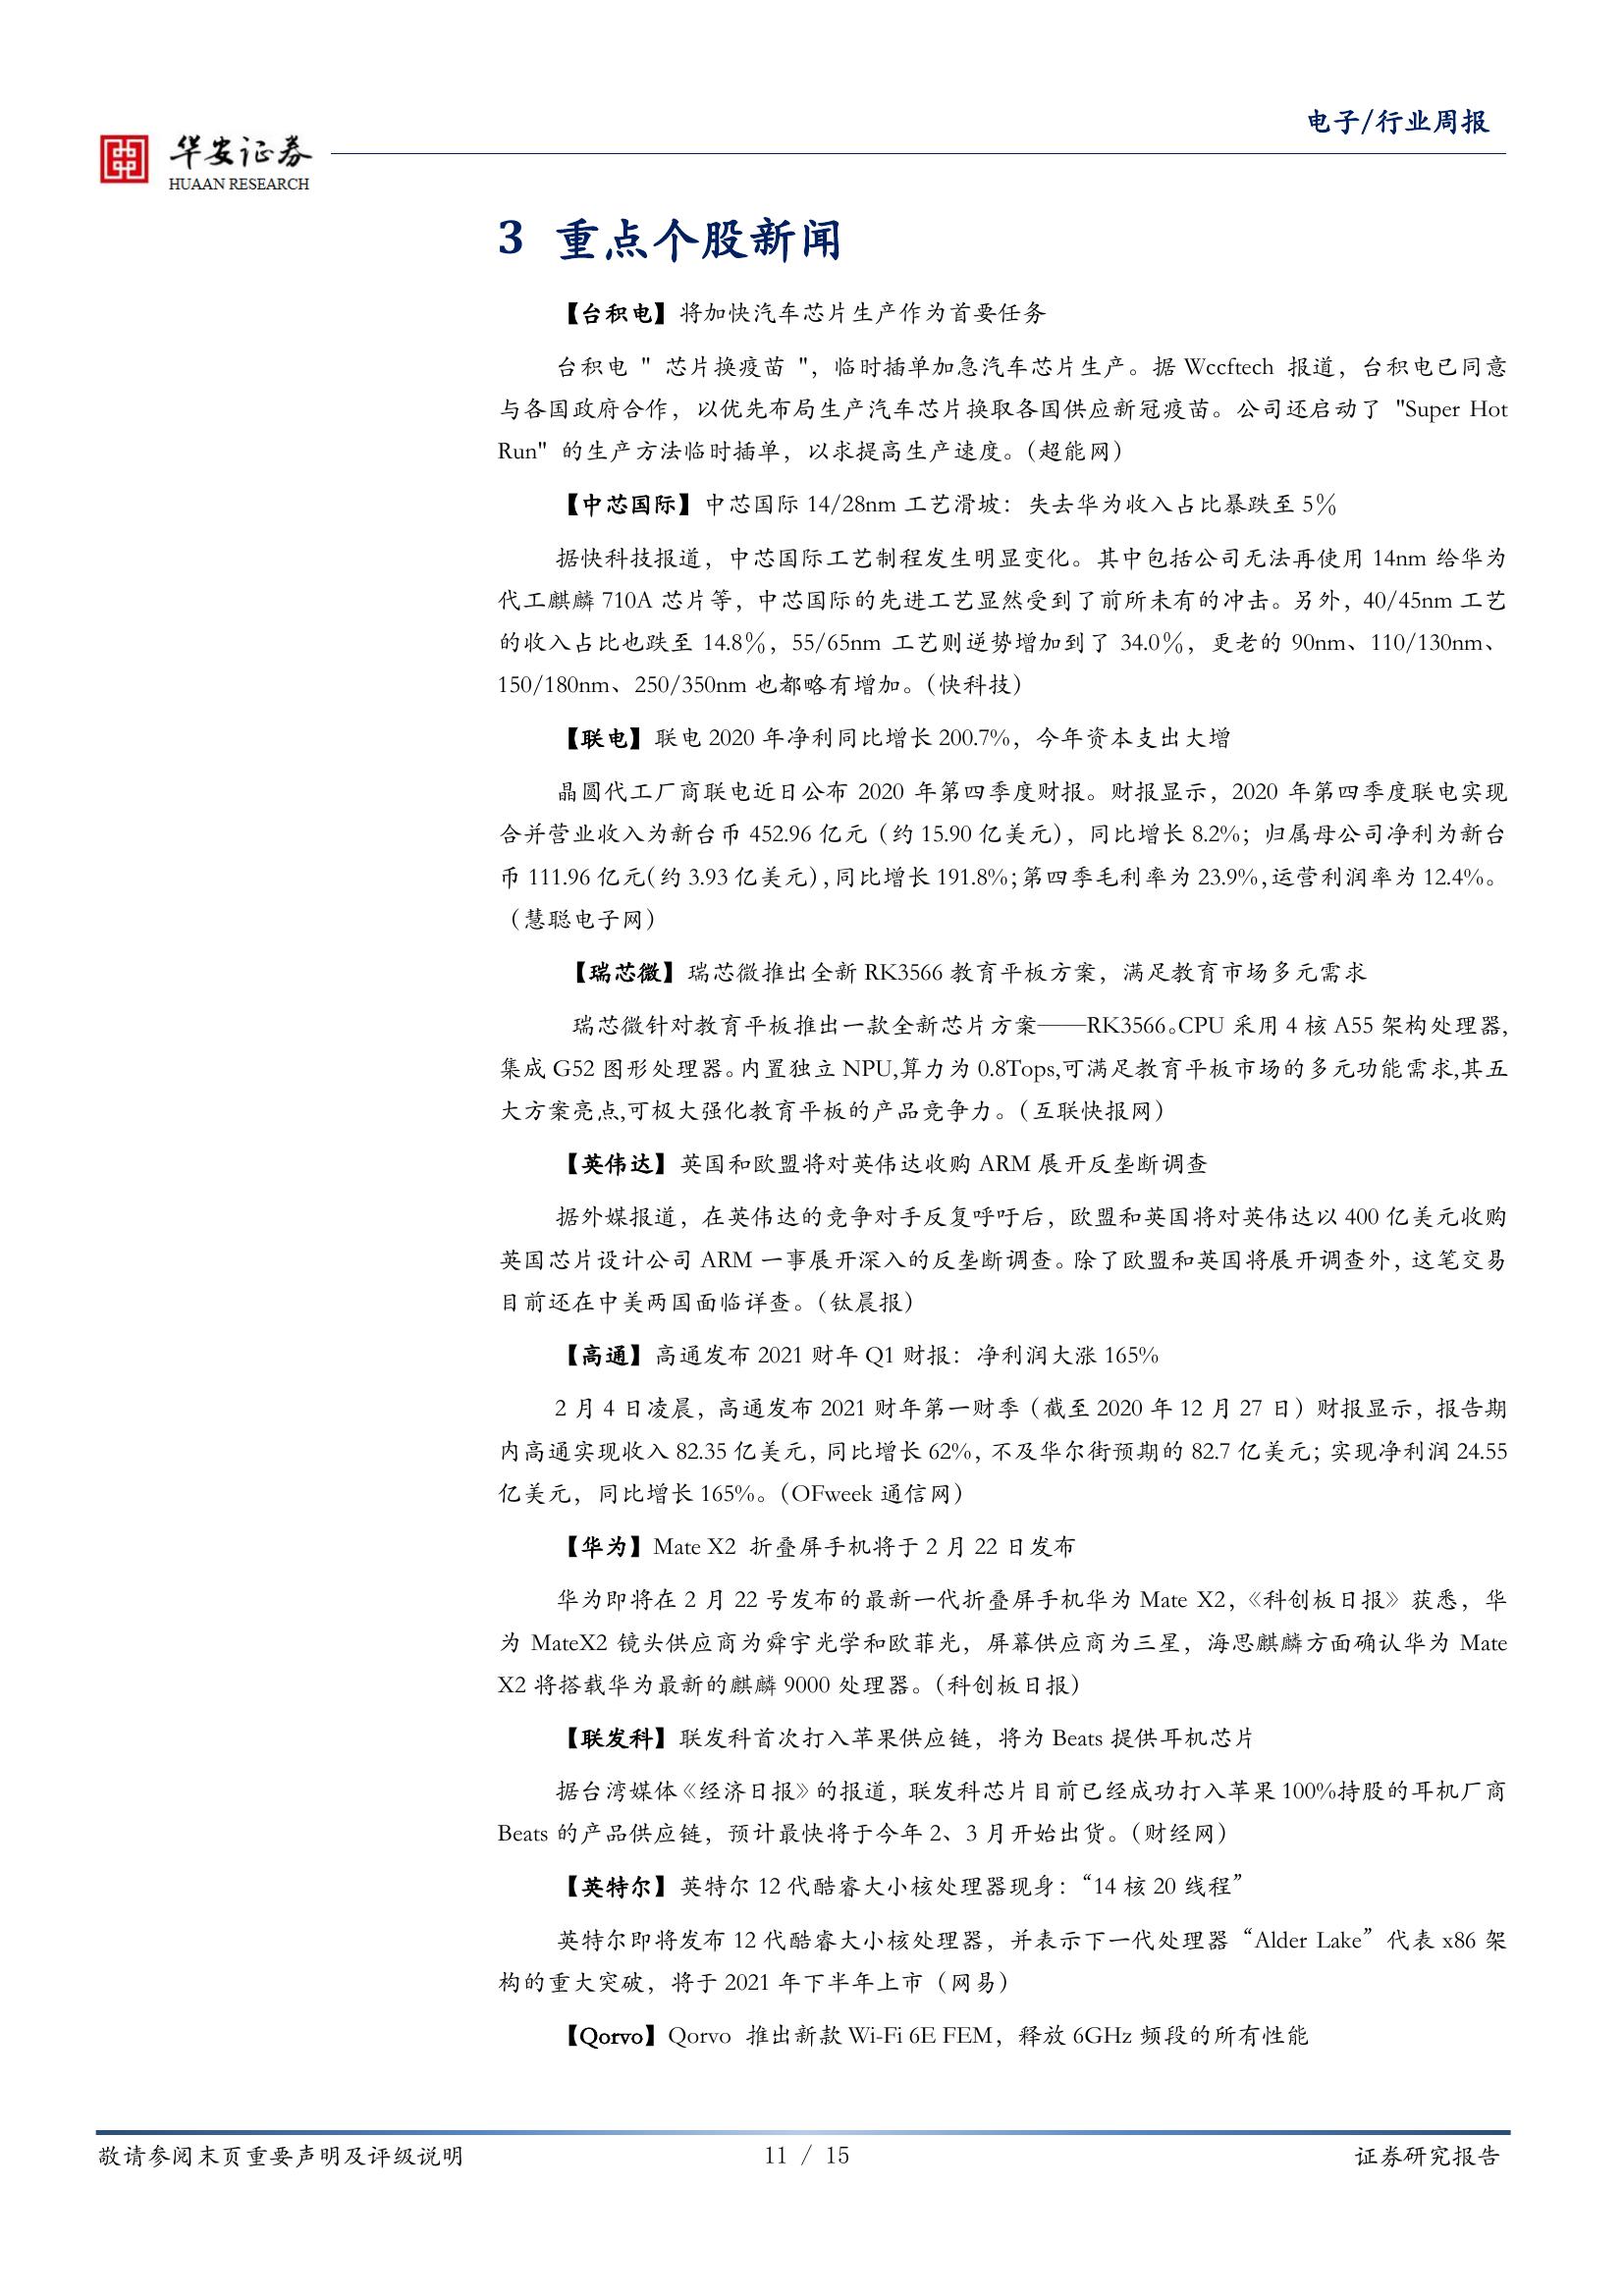 电子/行业周报
华安证券
HUAAN RESEARCH
3 重点个股新闻
【台积电】将加快汽车芯片生产作为首要任务
台积电 " 芯片换疫苗 "，临时插单加急汽车芯片生产。据 Wccftech 报道，台积电已同意
与各国政府合作，以优先布局生产汽车芯片换取各国供应新冠疫苗。公司还启动了 "Super Hot
Run" 的生产方法临时插单，以求提高生产速度。（超能网）
【中芯国际】中芯国际 14/28nm 工艺滑坡：失去华为收入占比暴跌至 5％
据快科技报道，中芯国际工艺制程发生明显变化。其中包括公司无法再使用 14nm 给华为
代工麒麟 710A 芯片等，中芯国际的先进工艺显然受到了前所未有的冲击。另外，40/45nm 工艺
的收入占比也跌至 14.8％，55/65nm 工艺则逆势增加到了 34.0％，更老的 90nm、110/130nm、
150/180nm、250/350nm 也都略有增加。（快科技）
【联电】联电 2020 年净利同比增长 200.7%，今年资本支出大增
晶圆代工厂商联电近日公布 2020 年第四季度财报。财报显示，2020 年第四季度联电实现
合并营业收入为新台币 452.96 亿元（约 15.90 亿美元），同比增长 8.2%；归属母公司净利为新台
币 111.96 亿元（约 3.93 亿美元），同比增长 191.8%；第四季毛利率为 23.9%，运营利润率为 12.4%。
（慧聪电子网）
【瑞芯微】瑞芯微推出全新 RK3566 教育平板方案，满足教育市场多元需求
瑞芯微针对教育平板推出一款全新芯片方案——RK3566。CPU 采用 4 核 A55 架构处理器,
集成 G52 图形处理器。内置独立 NPU,算力为 0.8Tops,可满足教育平板市场的多元功能需求,其五
大方案亮点,可极大强化教育平板的产品竞争力。（互联快报网）
【英伟达】英国和欧盟将对英伟达收购 ARM 展开反垄断调查
据外媒报道，在英伟达的竞争对手反复呼吁后，欧盟和英国将对英伟达以 400 亿美元收购
英国芯片设计公司 ARM 一事展开深入的反垄断调查。除了欧盟和英国将展开调查外，这笔交易
目前还在中美两国面临详查。（钛晨报）
【高通】高通发布 2021 财年 Q1 财报：净利润大涨 165%
2 月 4 日凌晨，高通发布 2021 财年第一财季（截至 2020 年 12 月 27 日）财报显示，报告期
内高通实现收入 82.35 亿美元，同比增长 62%，不及华尔街预期的 82.7 亿美元；实现净利润 24.55
亿美元，同比增长 165%。（OFweek 通信网）
【华为】Mate X2 折叠屏手机将于 2 月 22 日发布
华为即将在 2 月 22 号发布的最新一代折叠屏手机华为 Mate X2，《科创板日报》获悉，华
为 MateX2 镜头供应商为舜宇光学和欧菲光，屏幕供应商为三星，海思麒麟方面确认华为 Mate
X2 将搭载华为最新的麒麟 9000 处理器。（科创板日报）
【联发科】联发科首次打入苹果供应链，将为 Beats 提供耳机芯片
据台湾媒体《经济日报》的报道，联发科芯片目前已经成功打入苹果 100%持股的耳机厂商
Beats 的产品供应链，预计最快将于今年 2、3 月开始出货。（财经网）
【英特尔】英特尔 12 代酷睿大小核处理器现身：“14 核 20 线程”
英特尔即将发布 12 代酷睿大小核处理器，并表示下一代处理器“Alder Lake”代表 x86 架
构的重大突破，将于 2021 年下半年上市（网易）
【Qorvo】Qorvo 推出新款 Wi-Fi 6E FEM，释放 6GHz 频段的所有性能
敬请参阅末页重要声明及评级说明
11 / 15
证券研究报告